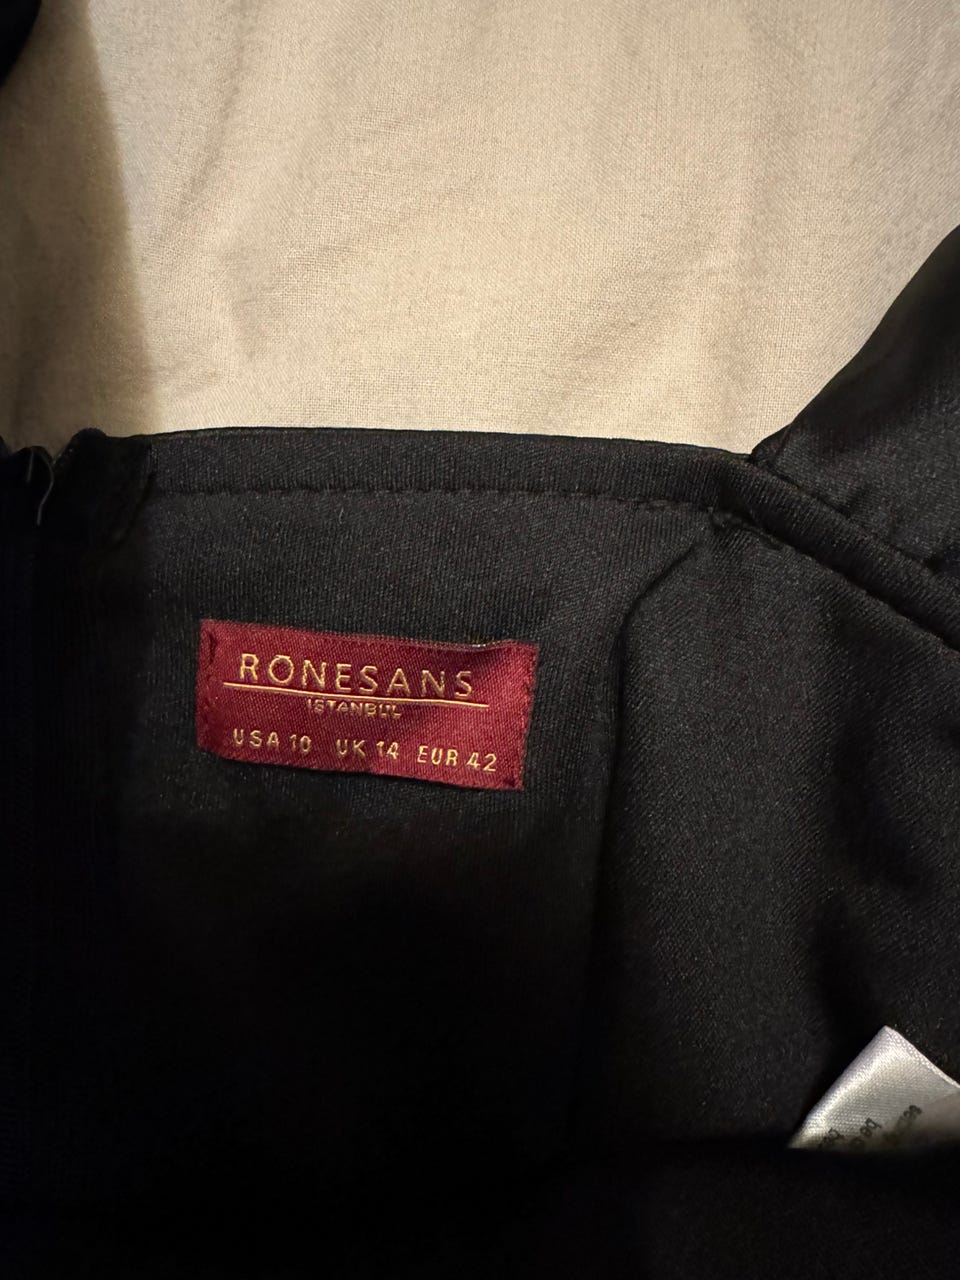 RONESANS
ISTANBUL
USA 10 UK 14 EUR 42